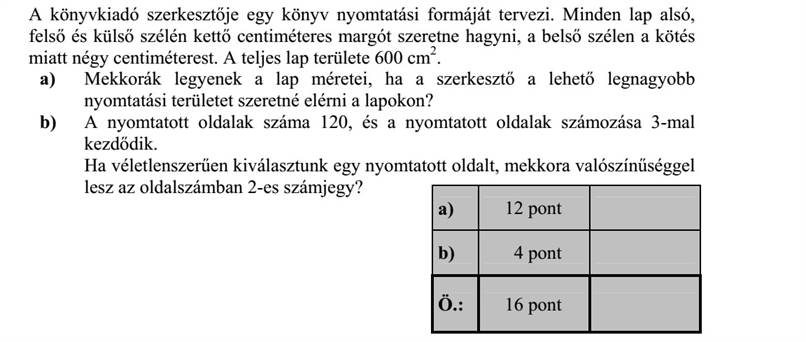 A könyvkiadó szerkesztője egy könyv nyomtatási formáját tervezi. Minden lap alsó,
felső és külső szélén kettő centiméteres margót szeretne hagyni, a belső szélen a kötés
miatt négy centiméterest. A teljes lap területe 600 cm².
a) Mekkorák legyenek a lap méretei, ha a szerkesztő a lehető legnagyobb
nyomtatási területet szeretné elérni a lapokon?
b) A nyomtatott oldalak száma 120, és a nyomtatott oldalak számozása 3-mal
kezdődik.
Ha véletlenszerűen kiválasztunk egy nyomtatott oldalt, mekkora valószínűséggel
lesz az oldalszámban 2-es számjegy?
a) 12 pont
b) 4 pont
Ö.: 16 pont